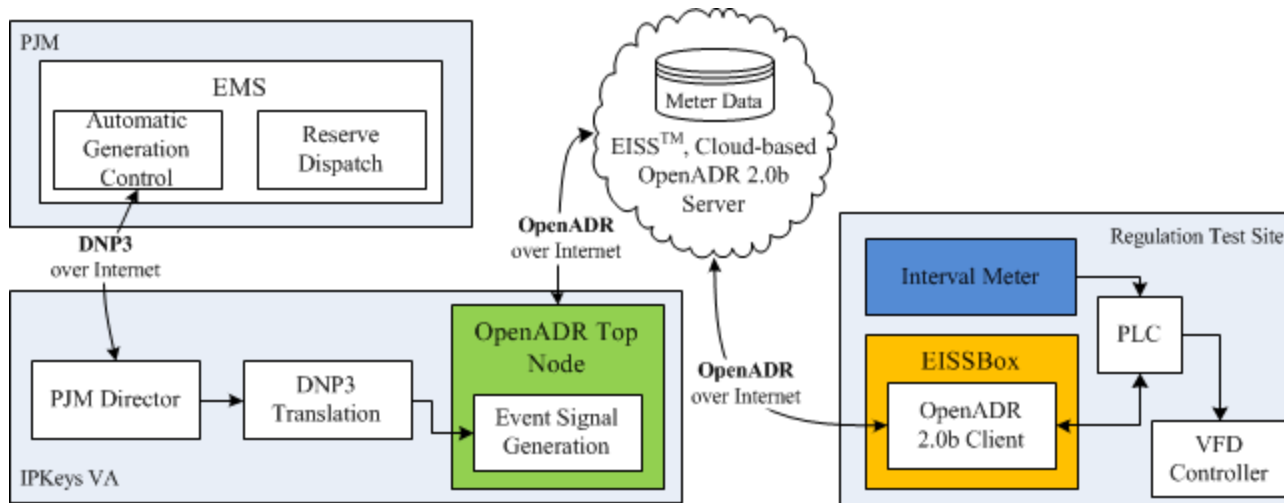 PJM
EMS
Automatic
Generation
Control
Reserve
Dispatch
DNP3
over Internet
Meter Data
EISS™, Cloud-based
OpenADR 2.0b
Server
OpenADR
over Internet
IPKeys VA
PJM Director
DNP3
Translation
OpenADR Top
Node
Event Signal
Generation
OpenADR
over Internet
Regulation Test Site
Interval Meter
PLC
EISSBox
OpenADR
2.0b Client
VFD
Controller